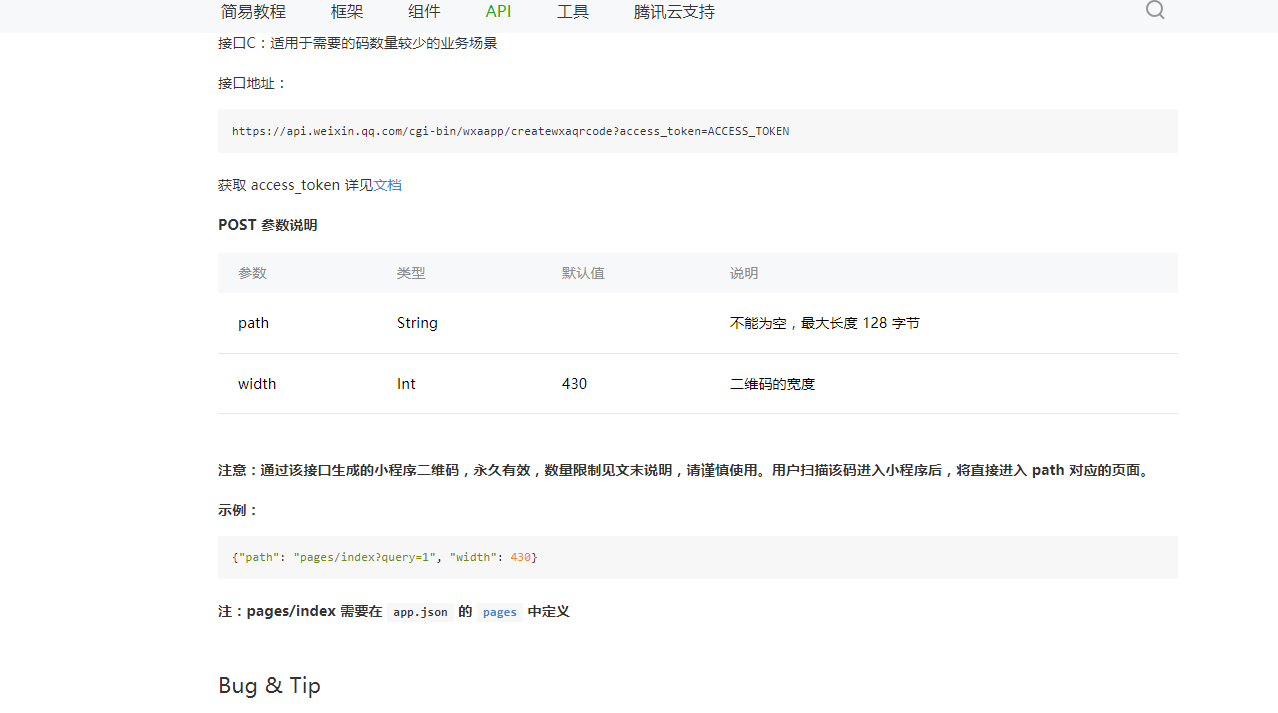 简易教程 框架 组件 API 工具 腾讯云支持
接口C：适用于需要的码数量较少的业务场景
接口地址：
https://api.weixin.qq.com/cgi-bin/wxaapp/createwxaqrcode?access_token=ACCESS_TOKEN
获取 access_token 详见文档
POST 参数说明
参数 类型 默认值 说明
path String 不能为空，最大长度 128 字节
width Int 430 二维码的宽度
注意：通过该接口生成的小程序二维码，永久有效，数量限制见文末说明，请谨慎使用。用户扫描该码进入小程序后，将直接进入 path 对应的页面。
示例：
{"path": "pages/index?query=1", "width": 430}
注：pages/index 需要在 app.json 的 pages 中定义
Bug & Tip